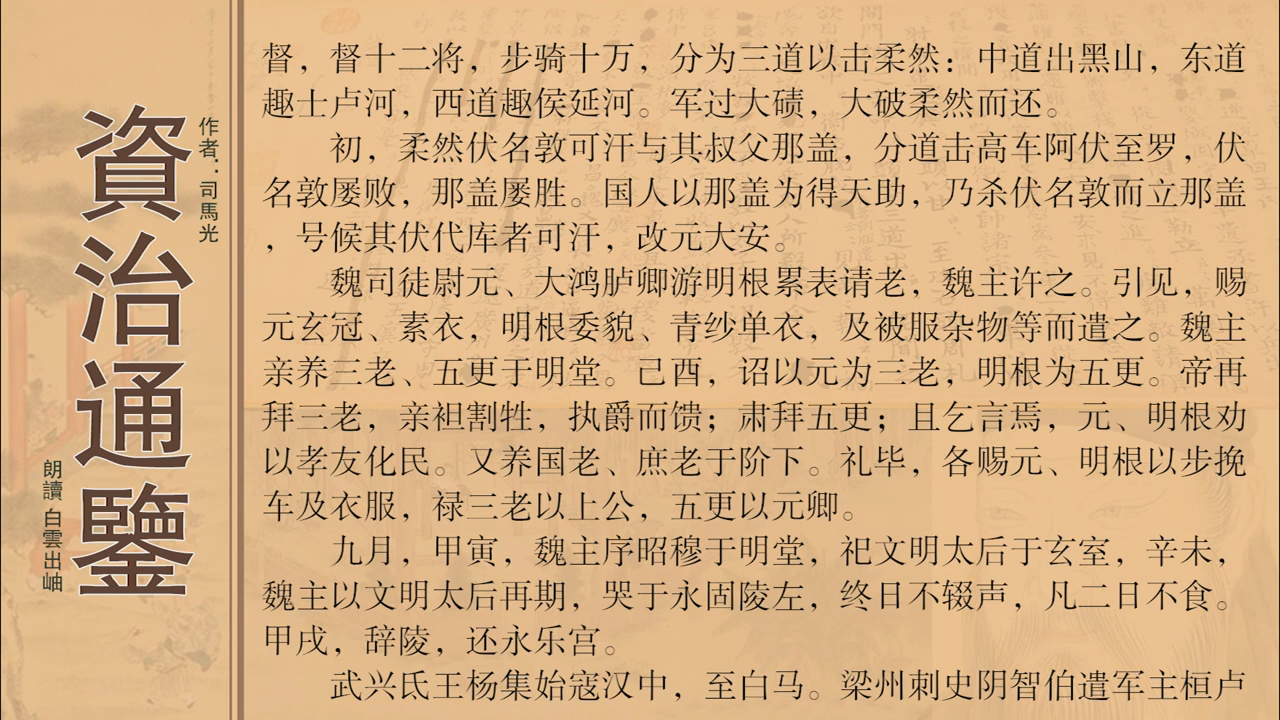 資治通鑒
作者：司馬光
朗讀 白雲出岫
督，督十二将，步骑十万，分为三道以击柔然：中道出黑山，东道
趣士卢河，西道趣侯延河。军过大碛，大破柔然而还。
初，柔然伏名敦可汗与其叔父那盖，分道击高车阿伏至罗，伏
名敦屡败，那盖屡胜。国人以那盖为得天助，乃杀伏名敦而立那盖
，号候其伏代库者可汗，改元大安。
魏司徒尉元、大鸿胪卿游明根累表请老，魏主许之。引见，赐
元玄冠、素衣，明根委貌、青纱单衣，及被服杂物等而遣之。魏主
亲养三老、五更于明堂。己酉，诏以元为三老，明根为五更。帝再
拜三老，亲袒割牲，执爵而馈；肃拜五更；且乞言焉，元、明根劝
以孝友化民。又养国老、庶老于阶下。礼毕，各赐元、明根以步挽
车及衣服，禄三老以上公，五更以元卿。
九月，甲寅，魏主序昭穆于明堂，祀文明太后于玄室，辛未，
魏主以文明太后再期，哭于永固陵左，终日不辍声，凡二日不食。
甲戌，辞陵，还永乐宫。
武兴氐王杨集始寇汉中，至白马。梁州刺史阴智伯遣军主桓卢